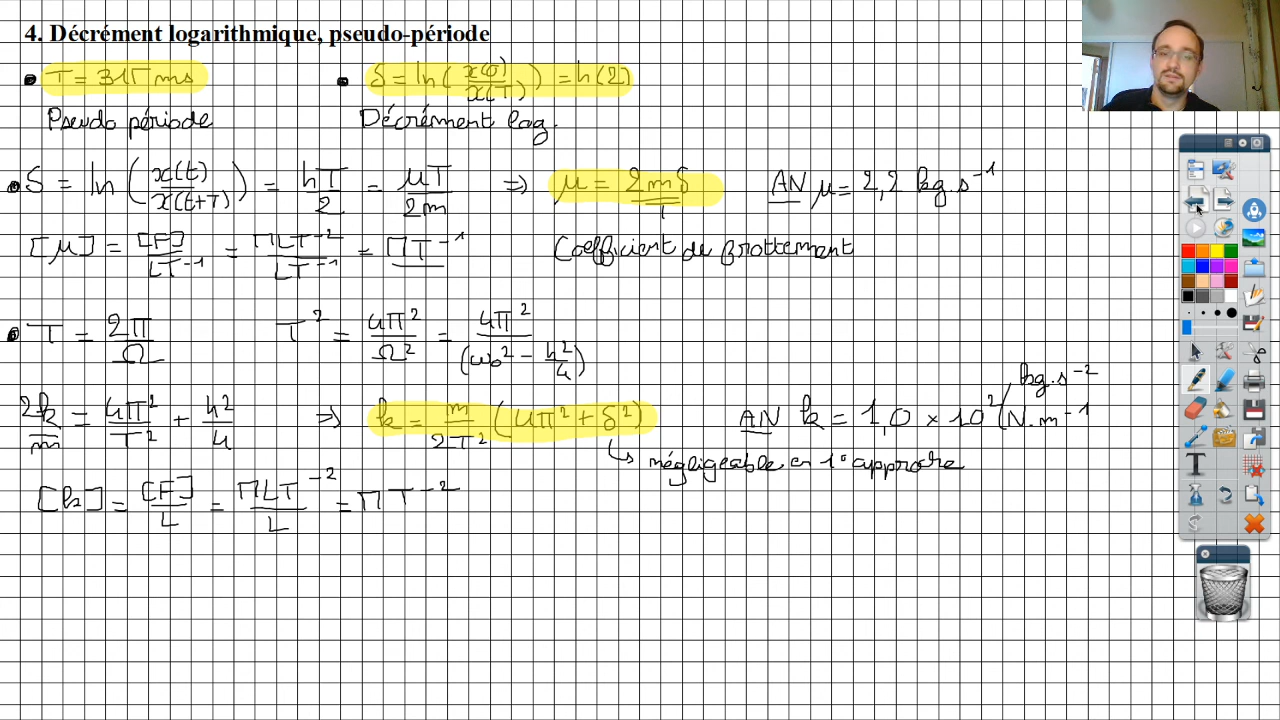 4. Décrément logarithmique, pseudo-période
• T = 315 ms • δ = ln(x(0)/x(T)) = ln(2)
Pseudo période Décrément log.
• δ = ln(x(t)/x(t+T)) = hT/2 = μT/2m ⇒ μ = 2mδ/T AN μ = 2,2 kg.s⁻¹
[μ] = [F]/LT⁻¹ = MLT⁻²/LT⁻¹ = MT⁻¹ Coefficient de frottement
• T = 2π/Ω T² = 4π²/Ω² = 4π²/(ω₀² - h²/4)
2k/m = 4π²/T² + h²/4 ⇒ k = m/2T² (4π² + δ²) AN k = 1,0 × 10² (N.m⁻¹ kg.s⁻²
↳ négligeable en 1° approche
[k] = [F]/L = MLT⁻²/L = MT⁻²